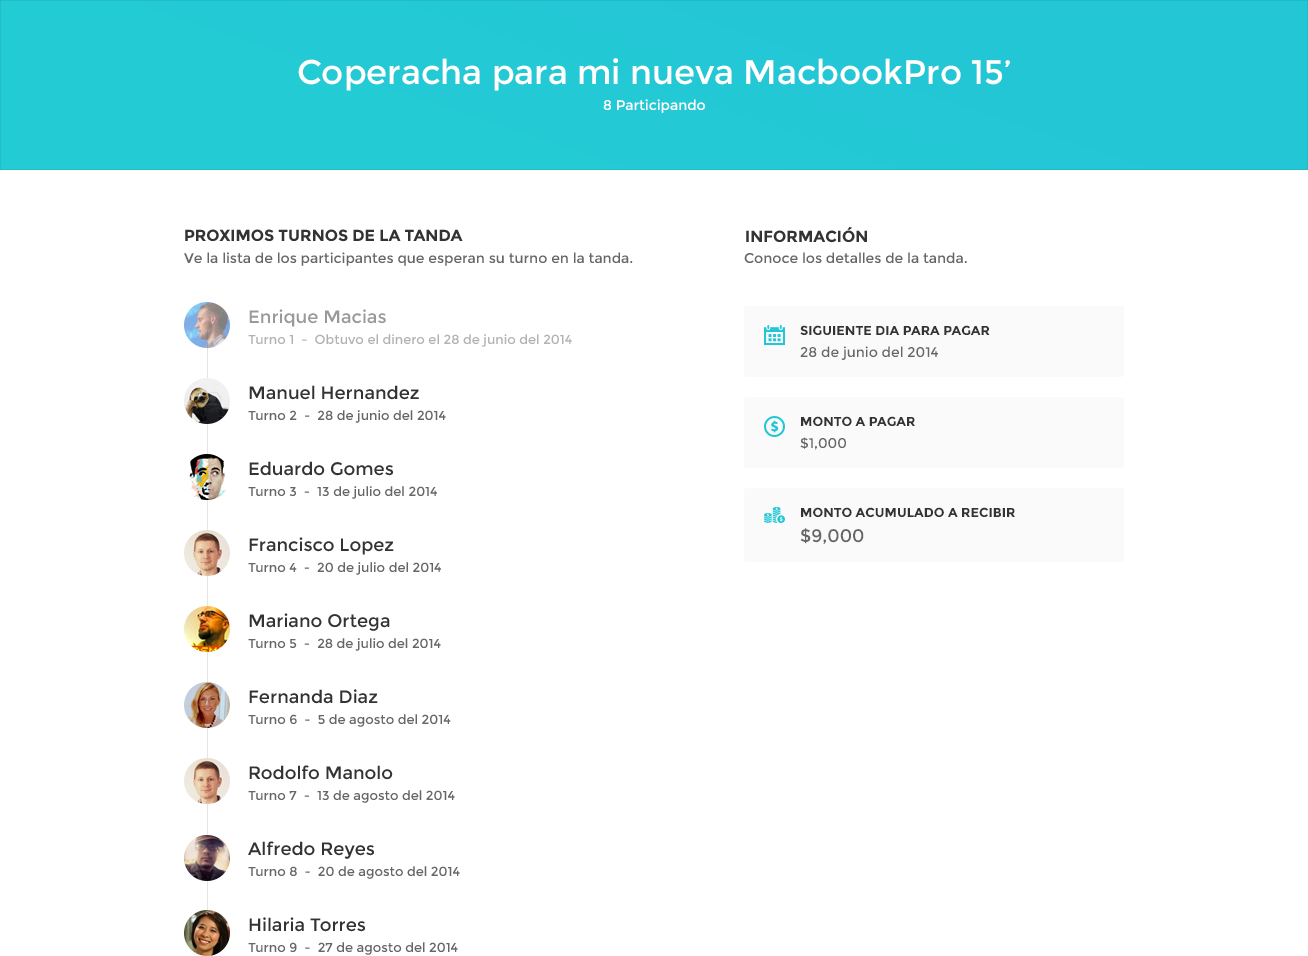 Coperacha para mi nueva MacbookPro 15’
8 Participando
PROXIMOS TURNOS DE LA TANDA
Ve la lista de los participantes que esperan su turno en la tanda.
Enrique Macias
Turno 1 - Obtuvo el dinero el 28 de junio del 2014
Manuel Hernandez
Turno 2 - 28 de junio del 2014
Eduardo Gomes
Turno 3 - 13 de julio del 2014
Francisco Lopez
Turno 4 - 20 de julio del 2014
Mariano Ortega
Turno 5 - 28 de julio del 2014
Fernanda Diaz
Turno 6 - 5 de agosto del 2014
Rodolfo Manolo
Turno 7 - 13 de agosto del 2014
Alfredo Reyes
Turno 8 - 20 de agosto del 2014
Hilaria Torres
Turno 9 - 27 de agosto del 2014
INFORMACIÓN
Conoce los detalles de la tanda.
SIGUIENTE DIA PARA PAGAR
28 de junio del 2014
MONTO A PAGAR
$1,000
MONTO ACUMULADO A RECIBIR
$9,000